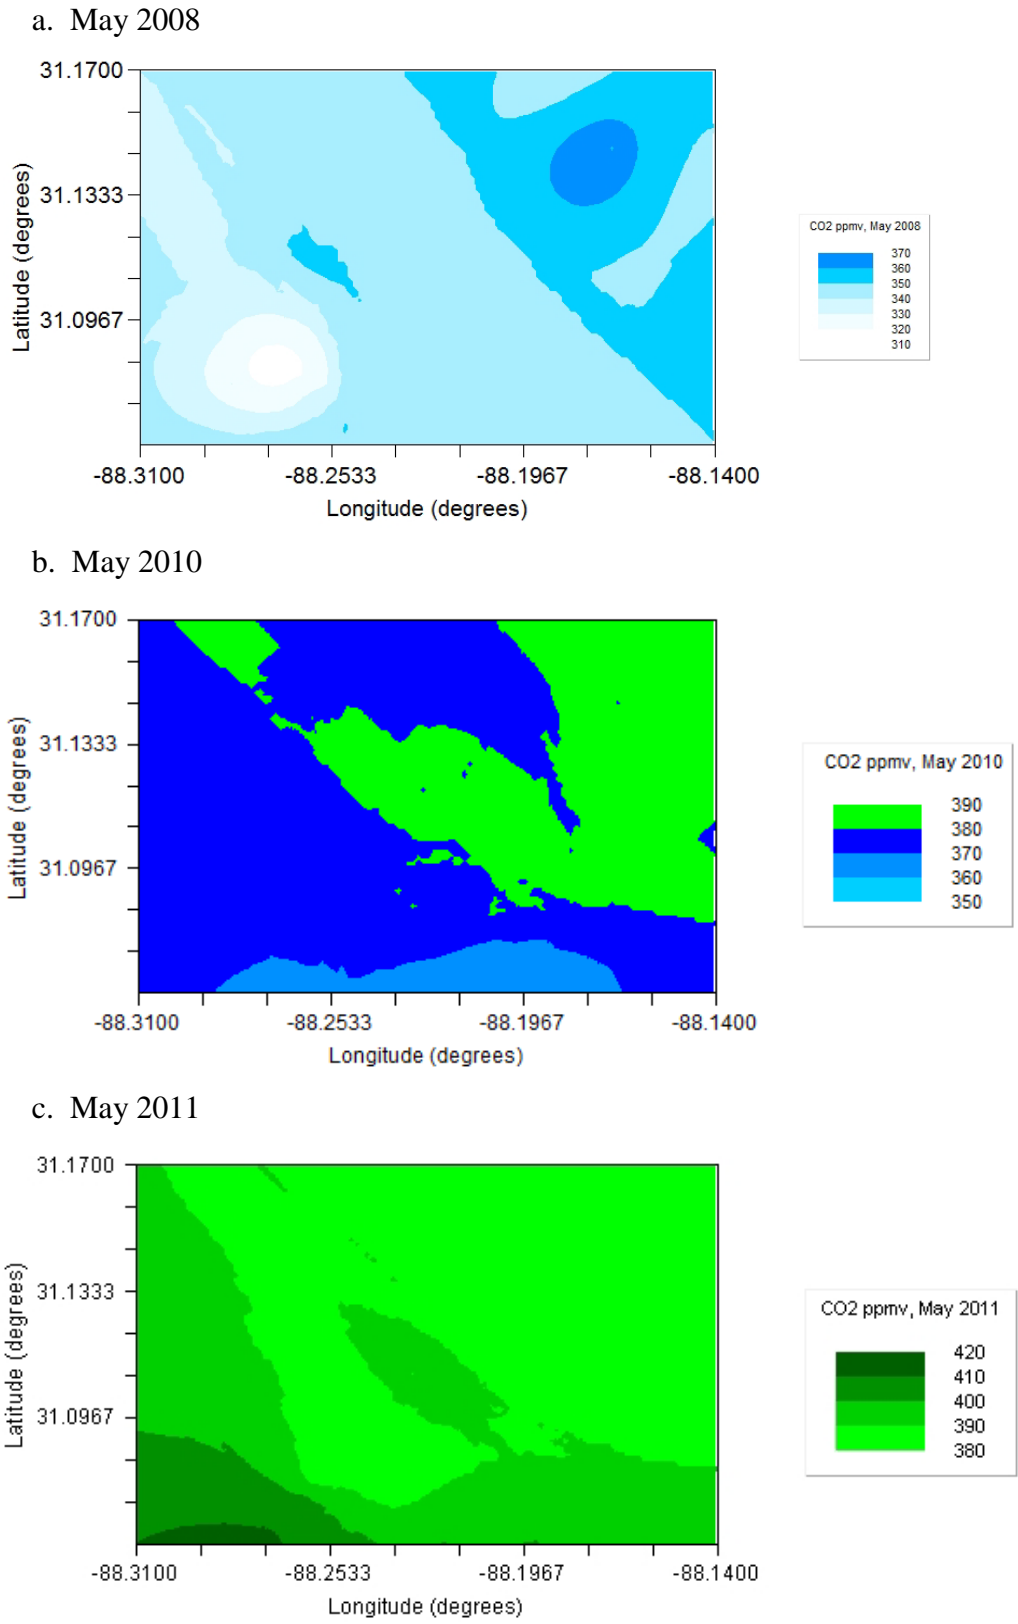 a. May 2008
31.1700
31.1333
31.0967
Latitude (degrees)
-88.3100 -88.2533 -88.1967 -88.1400
Longitude (degrees)
CO2 ppmv, May 2008
370
360
350
340
330
320
310
b. May 2010
31.1700
31.1333
31.0967
Latitude (degrees)
-88.3100 -88.2533 -88.1967 -88.1400
Longitude (degrees)
CO2 ppmv, May 2010
390
380
370
360
350
c. May 2011
31.1700
31.1333
31.0967
Latitude (degrees)
-88.3100 -88.2533 -88.1967 -88.1400
Longitude (degrees)
CO2 ppmv, May 2011
420
410
400
390
380